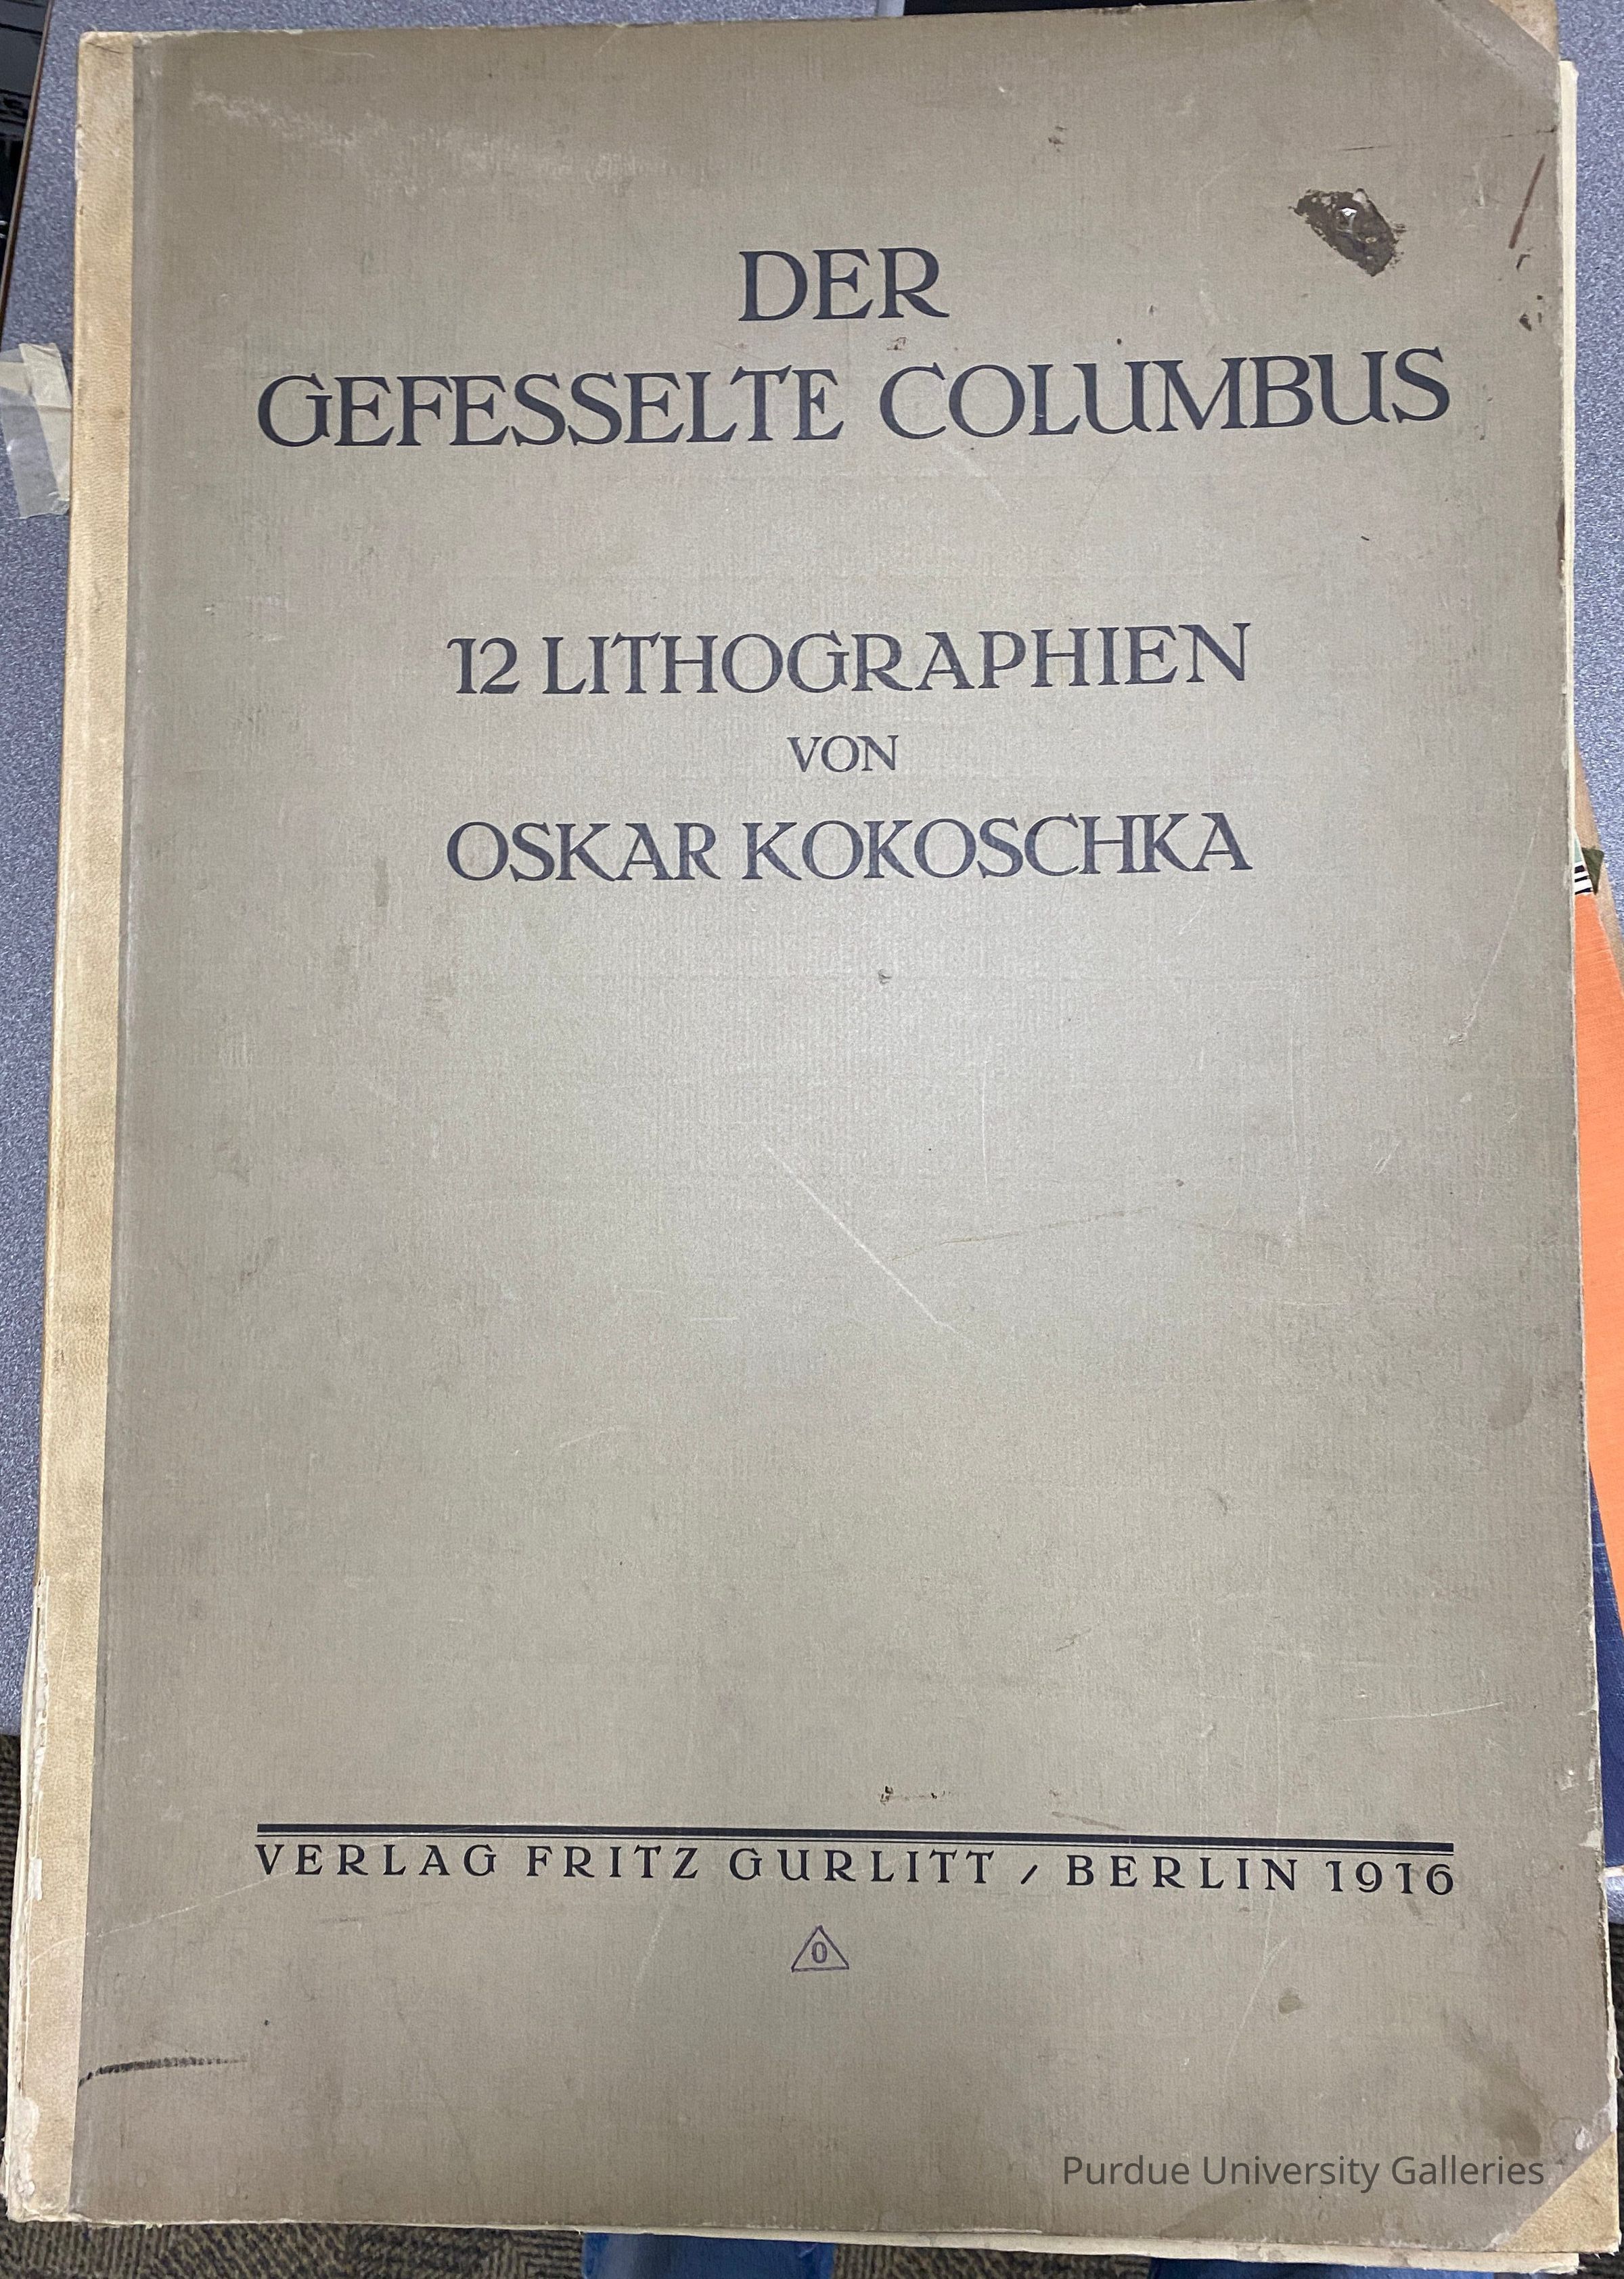 DER
GEFESSELTE COLUMBUS
12 LITHOGRAPHIEN
VON
OSKAR KOKOSCHKA
VERLAG FRITZ GURLITT / BERLIN 1916
0
Purdue University Galleries